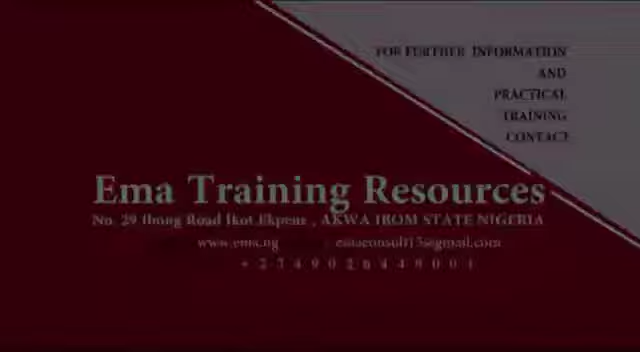 FOR FURTHER INFORMATION
AND
PRACTICAL
TRAINING
CONTACT
Ema Training Resources
No. 29 Ibong Road Ikot Ekpene , AKWA IBOM STATE NIGERIA
www.ema.ng